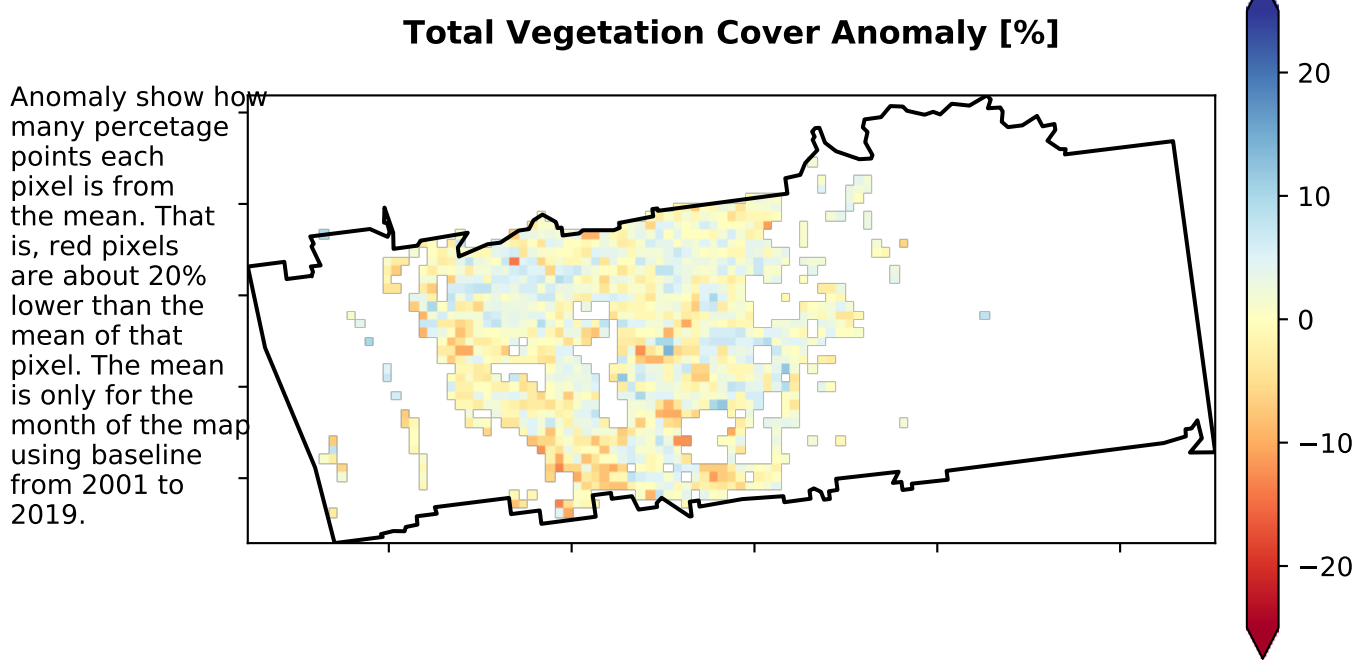 Total Vegetation Cover Anomaly [%]
Anomaly show how
many percetage
points each
pixel is from
the mean. That
is, red pixels
are about 20%
lower than the
mean of that
pixel. The mean
is only for the
month of the map
using baseline
from 2001 to
2019.
20
10
0
−10
−20